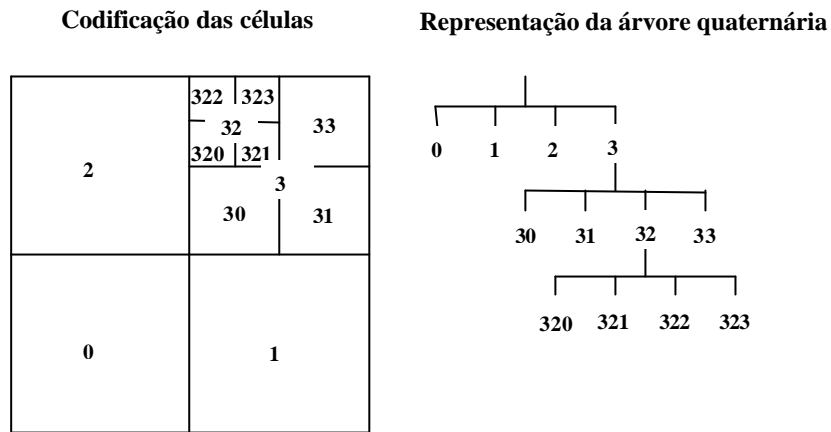 Codificação das células
322 323
32
33
320 321
2
3
30
31
0
1
Representação da árvore quaternária
0 1 2 3
30 31 32 33
320 321 322 323